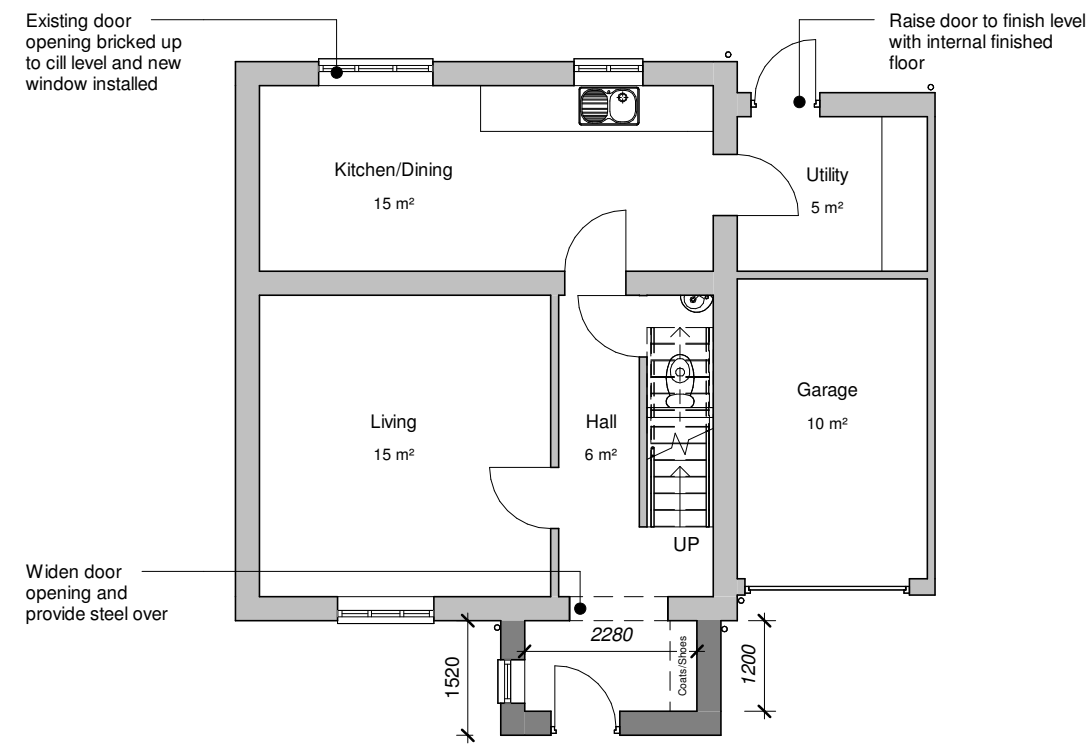 Existing door
opening bricked up
to cill level and new
window installed
Raise door to finish level
with internal finished
floor
Kitchen/Dining
15 m²
Utility
5 m²
Living
15 m²
Hall
6 m²
Garage
10 m²
UP
Widen door
opening and
provide steel over
2280
Coats/Shoes
1520
1200